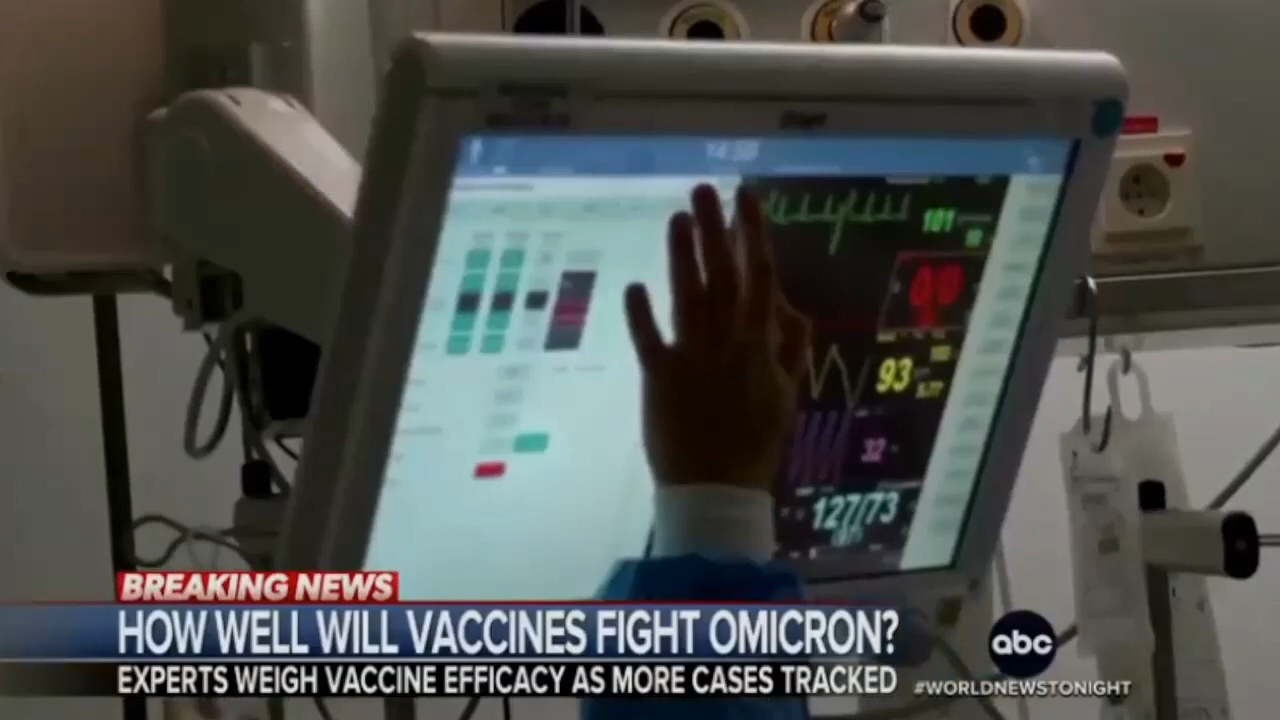 101
93
32
127/73
BREAKING NEWS
HOW WELL WILL VACCINES FIGHT OMICRON?
abc
EXPERTS WEIGH VACCINE EFFICACY AS MORE CASES TRACKED
#WORLDNEWSTONIGHT